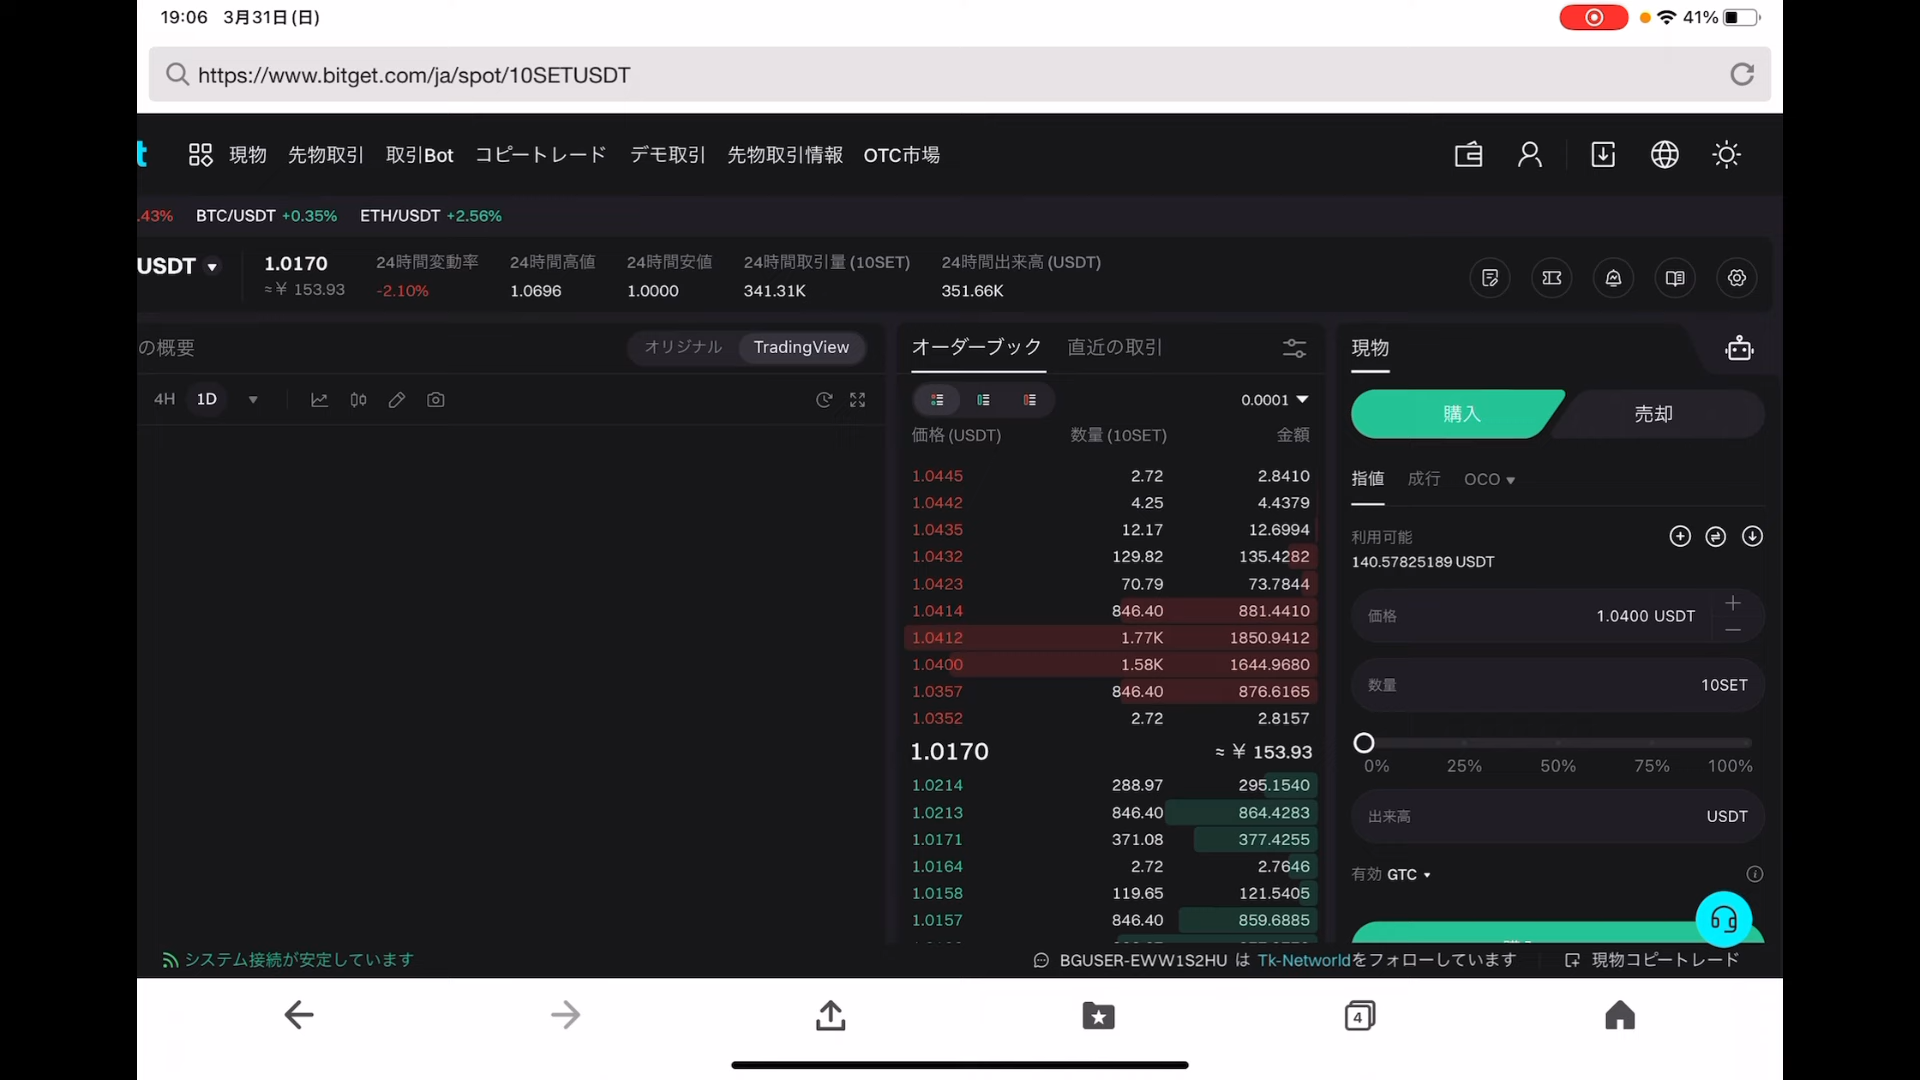 19:06 3月31日(日)
41%
https://www.bitget.com/ja/spot/10SETUSDT
t 現物 先物取引 取引Bot コピートレード デモ取引 先物取引情報 OTC市場
.43% BTC/USDT +0.35% ETH/USDT +2.56%
USDT 1.0170 24時間変動率 24時間高値 24時間安値 24時間取引量 (10SET) 24時間出来高 (USDT)
≈¥ 153.93 -2.10% 1.0696 1.0000 341.31K 351.66K
の概要 オリジナル TradingView
4H 1D
オーダーブック 直近の取引
0.0001
価格 (USDT) 数量 (10SET) 金額
1.0445 2.72 2.8410
1.0442 4.25 4.4379
1.0435 12.17 12.6994
1.0432 129.82 135.4282
1.0423 70.79 73.7844
1.0414 846.40 881.4410
1.0412 1.77K 1850.9412
1.0400 1.58K 1644.9680
1.0357 846.40 876.6165
1.0352 2.72 2.8157
1.0170 ≈ ¥ 153.93
1.0214 288.97 295.1540
1.0213 846.40 864.4283
1.0171 371.08 377.4255
1.0164 2.72 2.7646
1.0158 119.65 121.5405
1.0157 846.40 859.6885
現物
購入 売却
指値 成行 OCO
利用可能
140.57825189 USDT
価格 1.0400 USDT
数量 10SET
0% 25% 50% 75% 100%
出来高 USDT
有効 GTC
システム接続が安定しています
BGUSER-EWW1S2HU は Tk-Networldをフォローしています 現物コピートレード
4